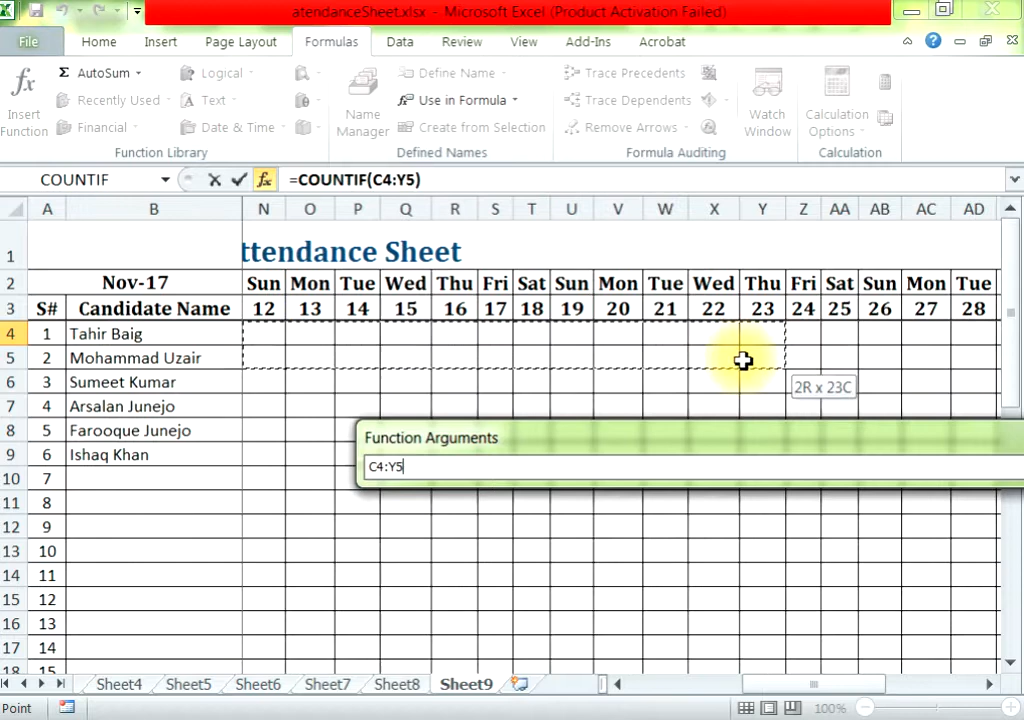 atendanceSheet.xlsx - Microsoft Excel (Product Activation Failed)
File Home Insert Page Layout Formulas Data Review View Add-Ins Acrobat
Σ AutoSum Logical Define Name Trace Precedents
fx Recently Used A Text fx Use in Formula Trace Dependents
Insert Function Financial Date & Time Name Manager Create from Selection Remove Arrows Watch Window Calculation Options
Function Library Defined Names Formula Auditing Calculation
COUNTIF fx =COUNTIF(C4:Y5)
A B N O P Q R S T U V W X Y Z AA AB AC AD
1 ttendance Sheet
2 Nov-17 Sun Mon Tue Wed Thu Fri Sat Sun Mon Tue Wed Thu Fri Sat Sun Mon Tue
3 S# Candidate Name 12 13 14 15 16 17 18 19 20 21 22 23 24 25 26 27 28
4 1 Tahir Baig
5 2 Mohammad Uzair
6 3 Sumeet Kumar
2R x 23C
7 4 Arsalan Junejo
8 5 Farooque Junejo
Function Arguments
9 6 Ishaq Khan
C4:Y5
10 7
11 8
12 9
13 10
14 11
15 12
16 13
17 14
18 15
Sheet4 Sheet5 Sheet6 Sheet7 Sheet8 Sheet9
Point 100%